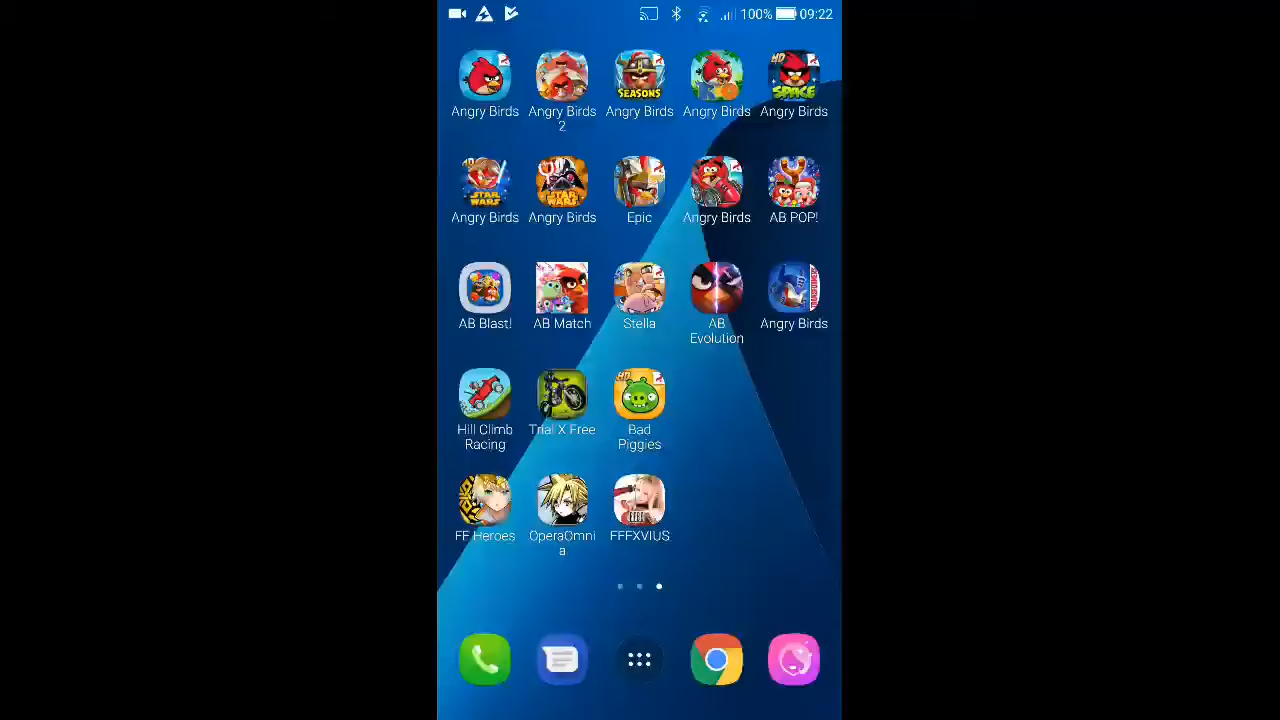 100% 09:22
HD
SEASONS
SPACE
Angry Birds
Angry Birds
2
Angry Birds
Angry Birds
Angry Birds
STAR
WARS
STAR
WARS
Angry Birds
Angry Birds
Epic
Angry Birds
AB POP!
TRANSFORMERS
AB Blast!
AB Match
Stella
AB
Evolution
Angry Birds
HD
Hill Climb
Racing
Trial X Free
Bad
Piggies
FF Heroes
OperaOmni
a
FFFXVIUS